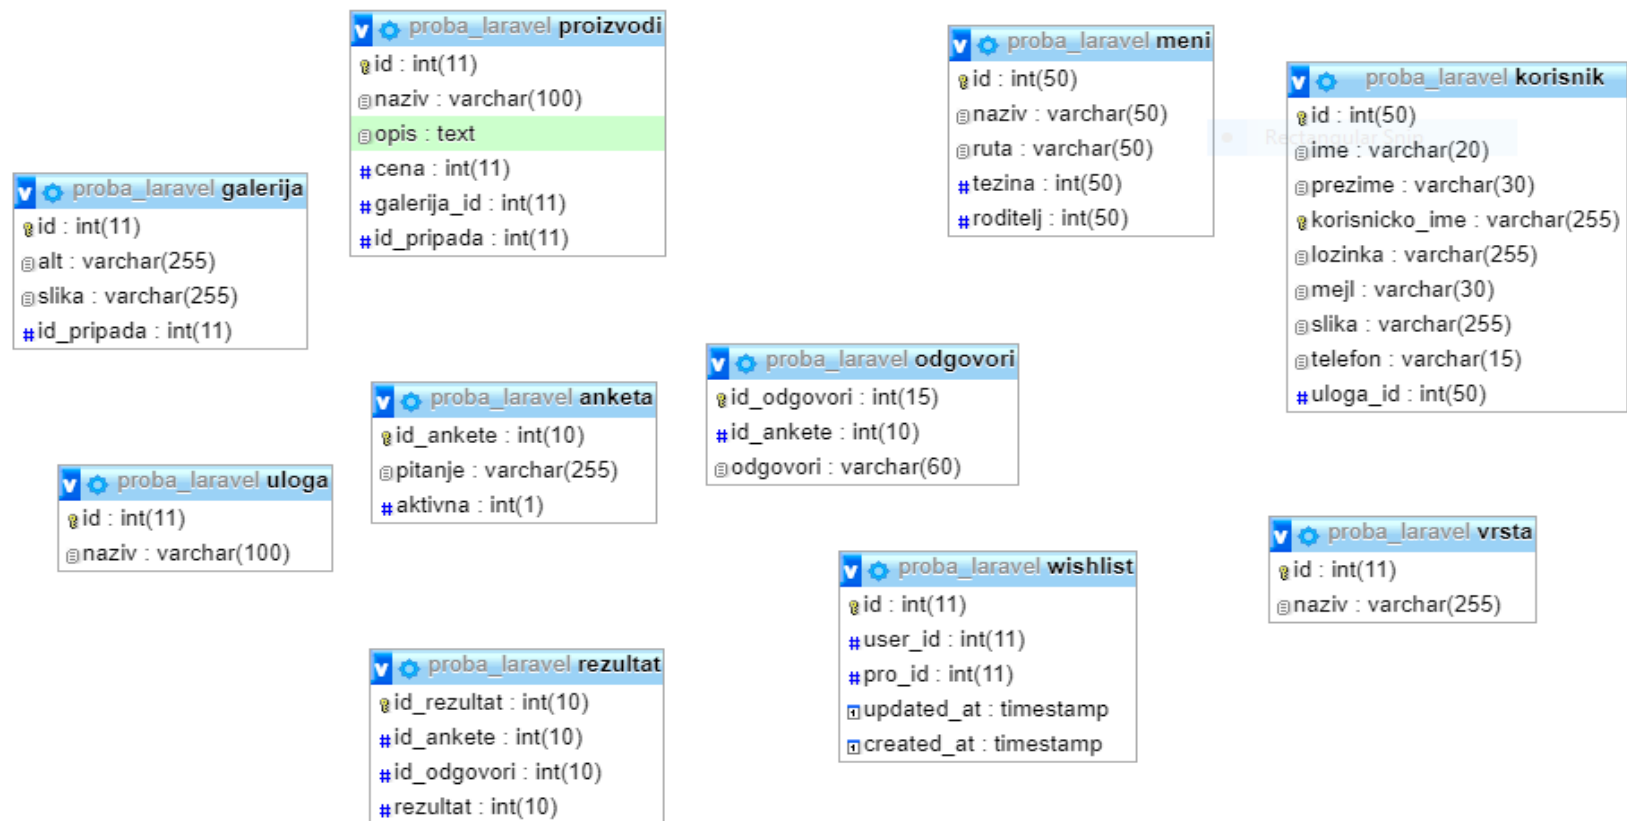 proba_laravel proizvodi
id : int(11)
naziv : varchar(100)
opis : text
cena : int(11)
galerija_id : int(11)
id_pripada : int(11)
proba_laravel meni
id : int(50)
naziv : varchar(50)
ruta : varchar(50)
tezina : int(50)
roditelj : int(50)
proba_laravel korisnik
id : int(50)
ime : varchar(20)
prezime : varchar(30)
korisnicko_ime : varchar(255)
lozinka : varchar(255)
mejl : varchar(30)
slika : varchar(255)
telefon : varchar(15)
uloga_id : int(50)
Rectangular Snip
proba_laravel galerija
id : int(11)
alt : varchar(255)
slika : varchar(255)
id_pripada : int(11)
proba_laravel odgovori
id_odgovori : int(15)
id_ankete : int(10)
odgovori : varchar(60)
proba_laravel anketa
id_ankete : int(10)
pitanje : varchar(255)
aktivna : int(1)
proba_laravel uloga
id : int(11)
naziv : varchar(100)
proba_laravel vrsta
id : int(11)
naziv : varchar(255)
proba_laravel wishlist
id : int(11)
user_id : int(11)
pro_id : int(11)
updated_at : timestamp
created_at : timestamp
proba_laravel rezultat
id_rezultat : int(10)
id_ankete : int(10)
id_odgovori : int(10)
rezultat : int(10)